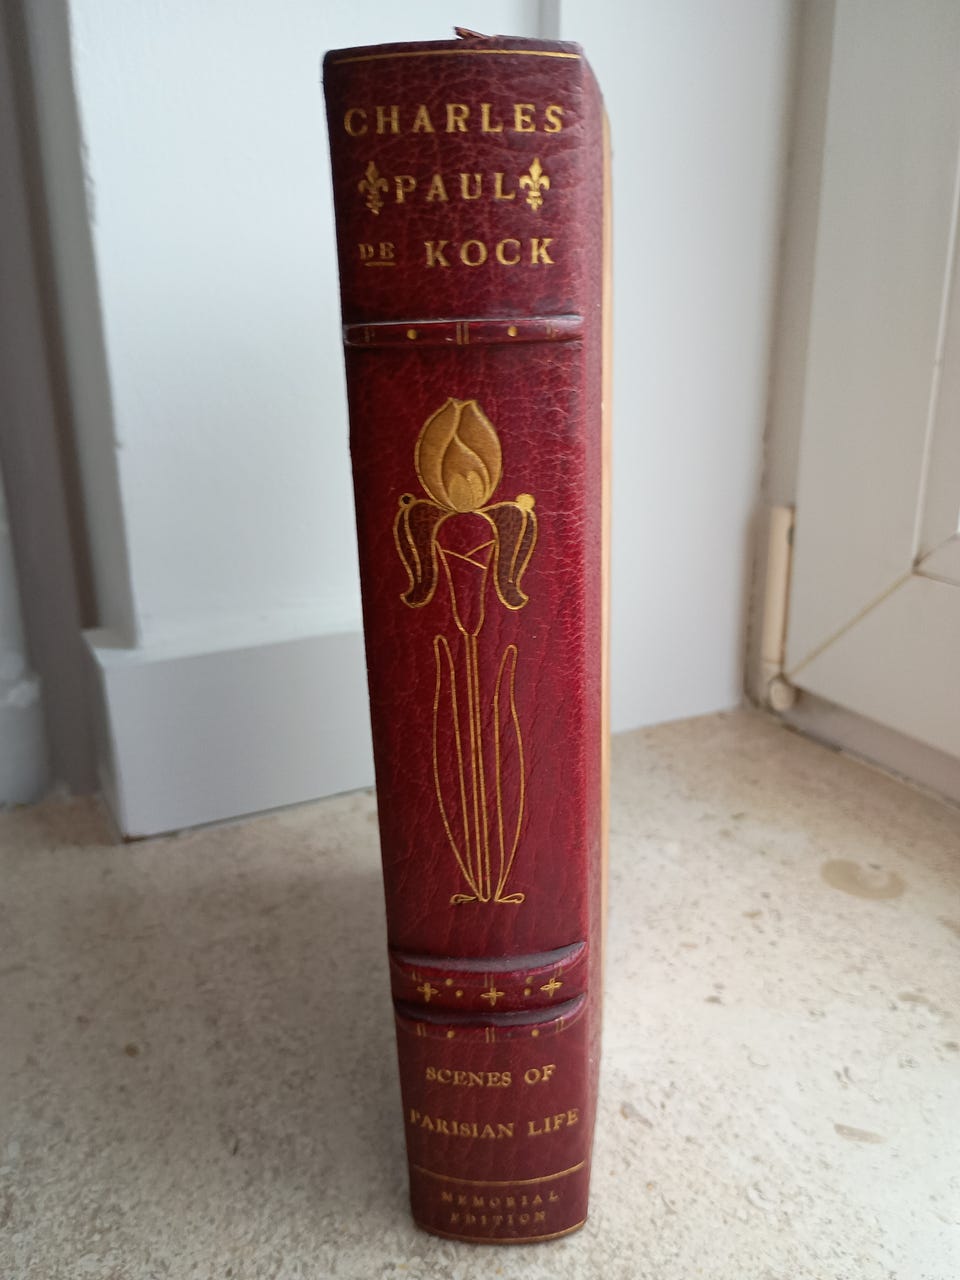 CHARLES
PAUL
DE KOCK
SCENES OF
PARISIAN LIFE
MEMORIAL
EDITION